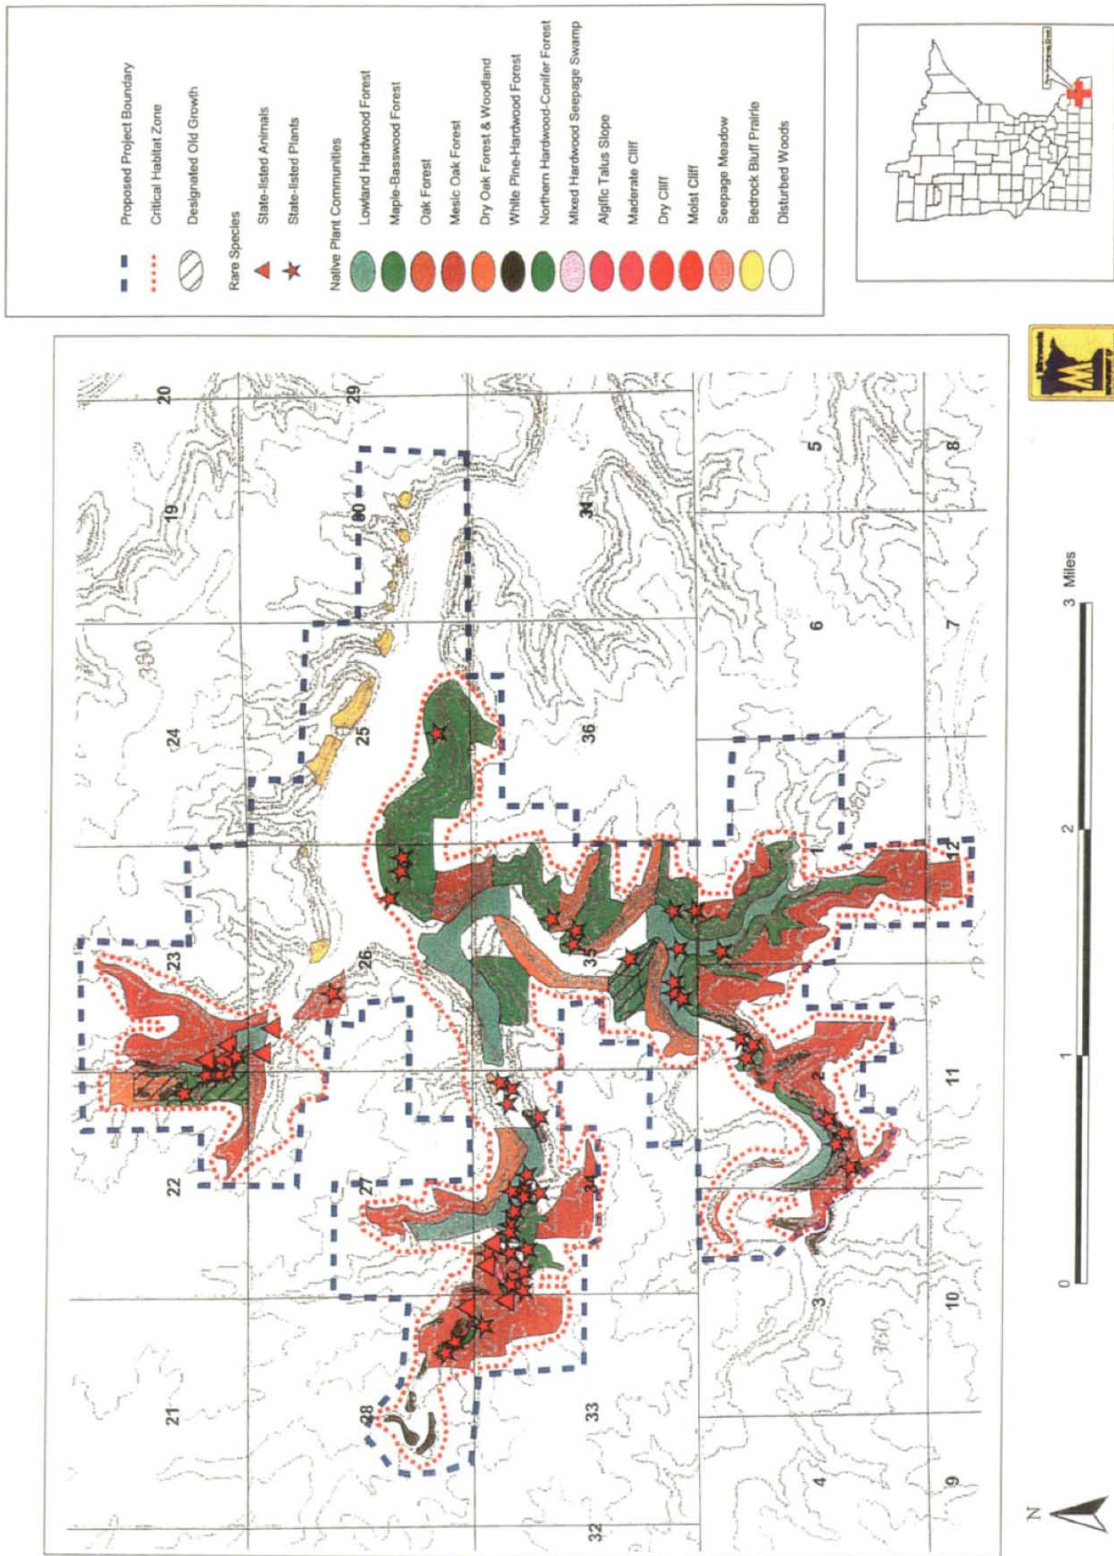 Proposed Project Boundary
Critical Habitat Zone
Designated Old Growth
Rare Species
State-listed Animals
State-listed Plants
Native Plant Communities
Lowland Hardwood Forest
Maple-Basswood Forest
Oak Forest
Mesic Oak Forest
Dry Oak Forest & Woodland
White Pine-Hardwood Forest
Northern Hardwood-Conifer Forest
Mixed Hardwood Seepage Swamp
Algific Talus Slope
Maderate Cliff
Dry Cliff
Moist Cliff
Seepage Meadow
Bedrock Bluff Prairie
Disturbed Woods
21
22
23
24
19
20
360
28
27
26
25
30
29
32
33
34
35
36
31
4
3
2
1
6
5
360
360
9
10
11
12
7
8
N
0
1
2
3 Miles